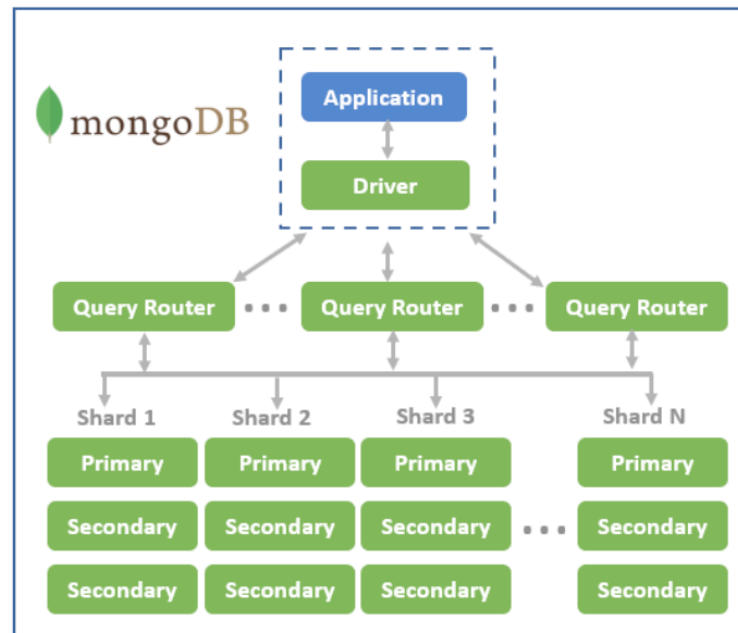 mongoDB
Application
Driver
Query Router ... Query Router ... Query Router
Shard 1 Shard 2 Shard 3 Shard N
Primary Primary Primary Primary
Secondary Secondary Secondary ... Secondary
Secondary Secondary Secondary Secondary